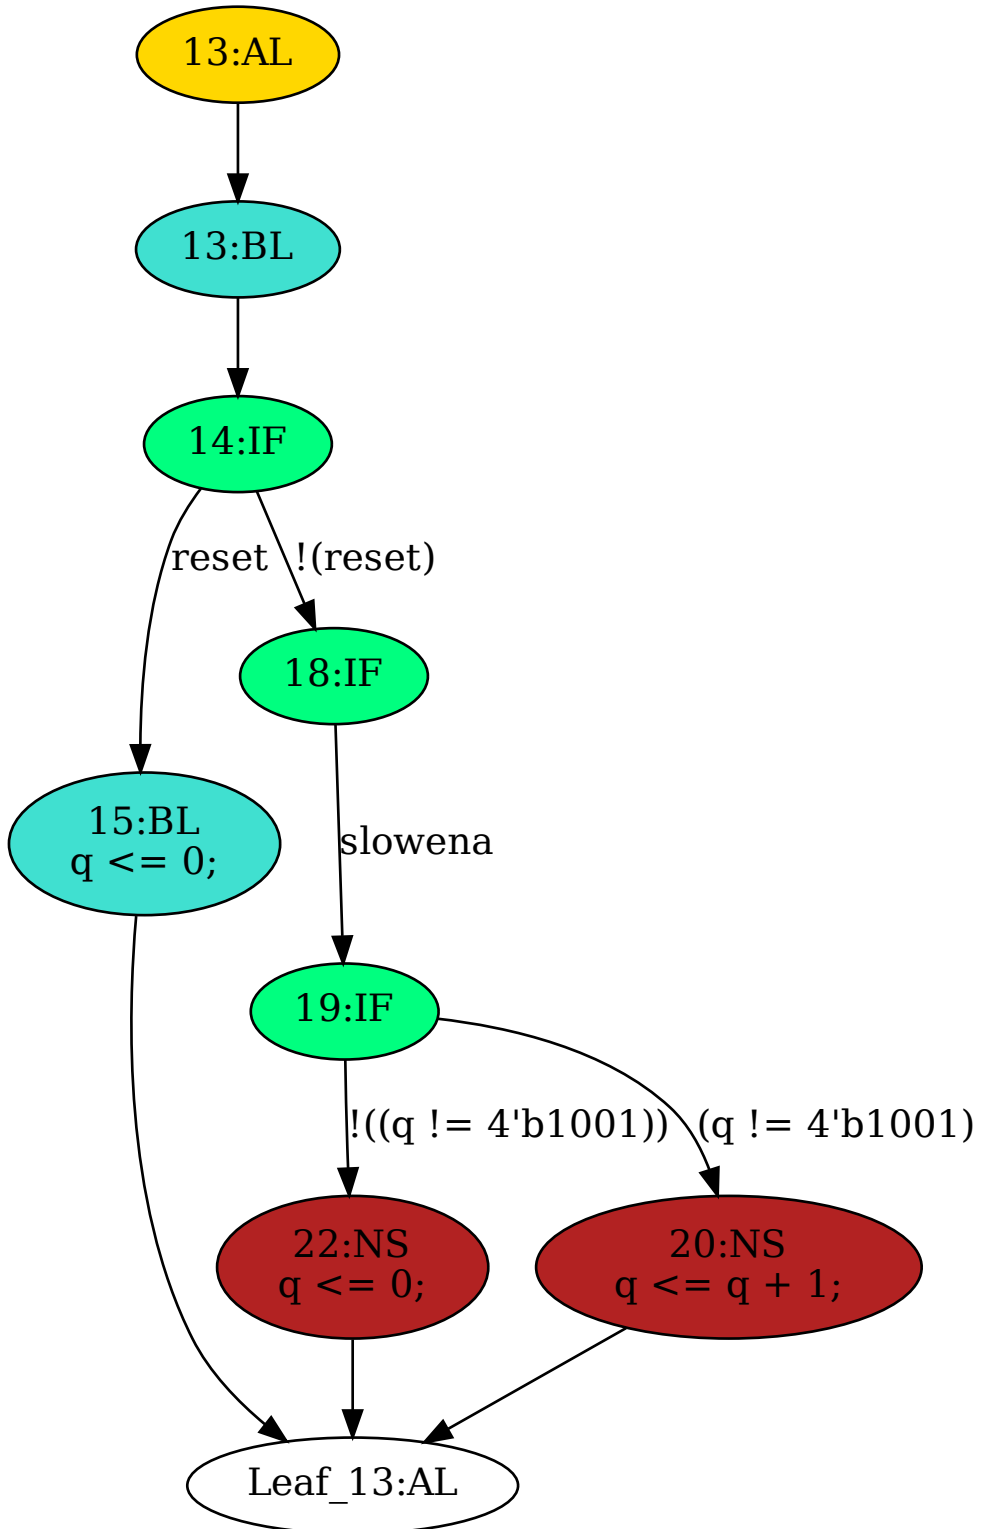 13:AL
13:BL
14:IF
reset
!(reset)
18:IF
15:BL
q <= 0;
slowena
19:IF
!((q != 4'b1001))
(q != 4'b1001)
22:NS
q <= 0;
20:NS
q <= q + 1;
Leaf_13:AL